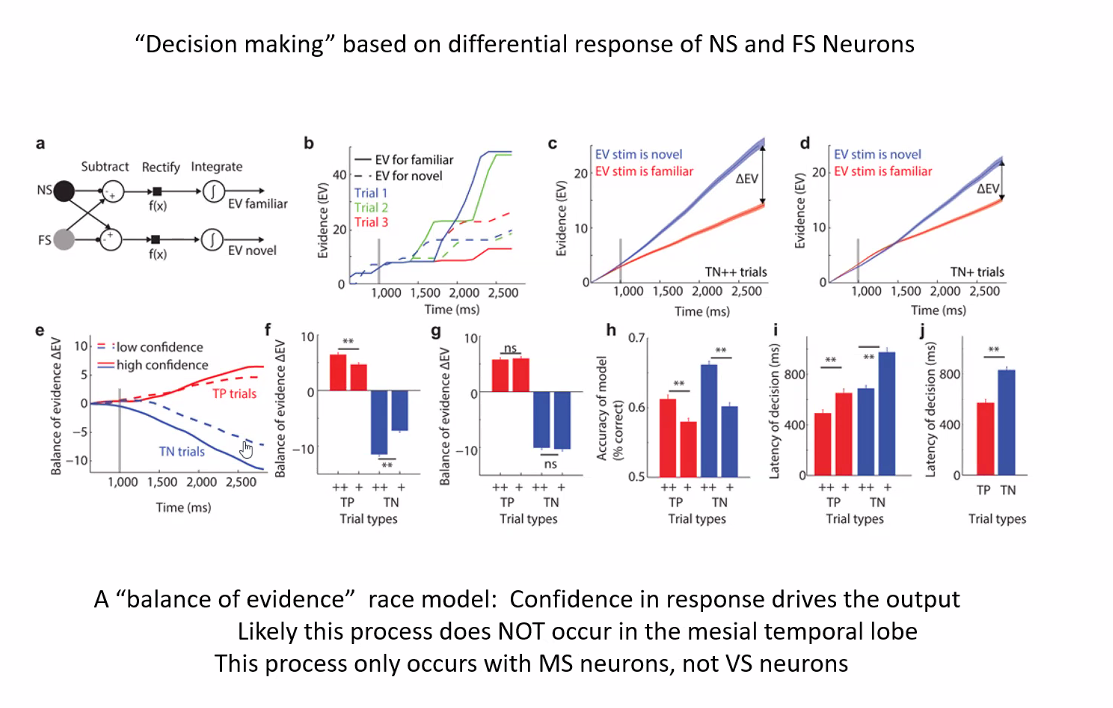 “Decision making” based on differential response of NS and FS Neurons
a
Subtract Rectify Integrate
NS
- +
f(x)
∫
EV familiar
FS
- +
f(x)
∫
EV novel
b
EV for familiar
EV for novel
Trial 1
Trial 2
Trial 3
Evidence (EV)
40
20
0
1,000 1,500 2,000 2,500
Time (ms)
c
EV stim is novel
EV stim is familiar
ΔEV
TN++ trials
Evidence (EV)
20
10
0
1,000 1,500 2,000 2,500
Time (ms)
d
EV stim is novel
EV stim is familiar
ΔEV
TN+ trials
Evidence (EV)
20
10
0
1,000 1,500 2,000 2,500
Time (ms)
e
low confidence
high confidence
TP trials
TN trials
Balance of evidence ΔEV
10
5
0
−5
−10
1,000 1,500 2,000 2,500
Time (ms)
f
Balance of evidence ΔEV
10
0
−10
**
**
++ + ++ +
TP TN
Trial types
g
Balance of evidence ΔEV
10
0
−10
ns
ns
++ + ++ +
TP TN
Trial types
h
Accuracy of model
(% correct)
0.7
0.6
0.5
**
**
++ + ++ +
TP TN
Trial types
i
Latency of decision (ms)
800
400
0
**
**
++ + ++ +
TP TN
Trial types
j
Latency of decision (ms)
800
400
0
**
TP TN
Trial types
A “balance of evidence” race model: Confidence in response drives the output
Likely this process does NOT occur in the mesial temporal lobe
This process only occurs with MS neurons, not VS neurons